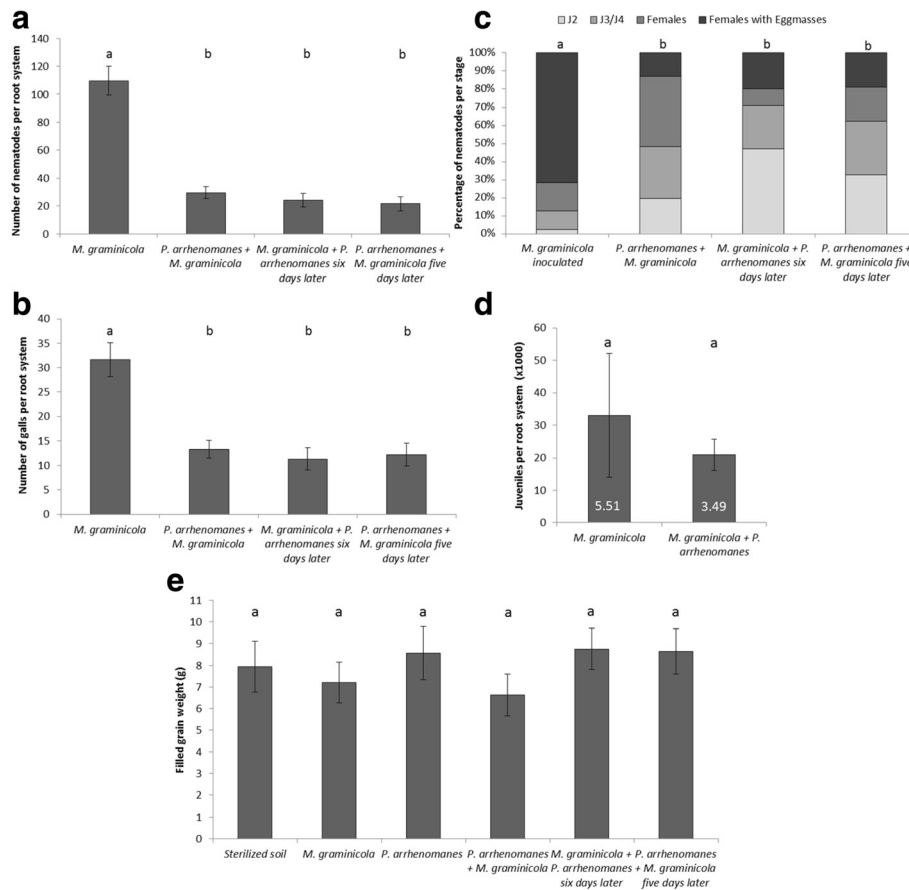 a
Number of nematodes per root system
140
120
100
80
60
40
20
0
a
b
b
b
M. graminicola
P. arrhenomanes + M. graminicola
M. graminicola + P. arrhenomanes six days later
P. arrhenomanes + M. graminicola five days later
b
Number of galls per root system
40
35
30
25
20
15
10
5
0
a
b
b
b
M. graminicola
P. arrhenomanes + M. graminicola
M. graminicola + P. arrhenomanes six days later
P. arrhenomanes + M. graminicola five days later
c
J2 J3/J4 Females Females with Eggmasses
Percentage of nematodes per stage
100%
90%
80%
70%
60%
50%
40%
30%
20%
10%
0%
a
b
b
b
M. graminicola inoculated
P. arrhenomanes + M. graminicola
M. graminicola + P. arrhenomanes six days later
P. arrhenomanes + M. graminicola five days later
d
Juveniles per root system (x1000)
60
50
40
30
20
10
0
a
a
5.51
3.49
M. graminicola
M. graminicola + P. arrhenomanes
e
Filled grain weight (g)
11
10
9
8
7
6
5
4
3
2
1
0
a
a
a
a
a
a
Sterilized soil
M. graminicola
P. arrhenomanes
P. arrhenomanes + M. graminicola
M. graminicola + P. arrhenomanes six days later
P. arrhenomanes + M. graminicola five days later